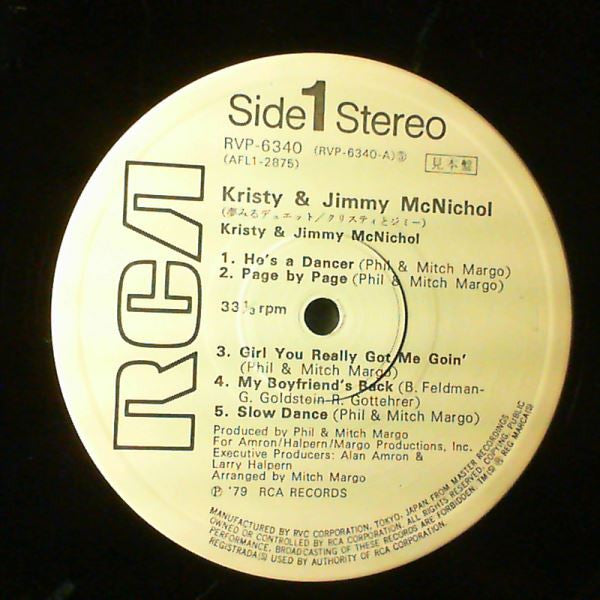 Side 1 Stereo
RVP-6340 (RVP-6340-A)③
(AFL1-2875)
見本盤
Kristy & Jimmy McNichol
(夢みるデュエット/クリスティとジミー)
Kristy & Jimmy McNichol
1. He's a Dancer (Phil & Mitch Margo)
2. Page by Page (Phil & Mitch Margo)
33⅓ rpm
3. Girl You Really Got Me Goin'
(Phil & Mitch Margo)
4. My Boyfriend's Back (B. Feldman-
G. Goldstein-R. Gottehrer)
5. Slow Dance (Phil & Mitch Margo)
Produced by Phil & Mitch Margo
For Amron/Halpern/Margo Productions, Inc.
Executive Producers: Alan Amron &
Larry Halpern
Arranged by Mitch Margo
℗ '79 RCA RECORDS
RCA
MANUFACTURED BY RVC CORPORATION, TOKYO, JAPAN, FROM MASTER RECORDINGS
OWNED OR CONTROLLED BY RCA CORPORATION. ALL RIGHTS RESERVED. COPYING, PUBLIC
PERFORMANCE, BROADCASTING OF THESE RECORDS ARE FORBIDDEN. TM(S) ® REG MARCA(S)
REGISTRADA(S) USED BY AUTHORITY OF RCA CORPORATION.